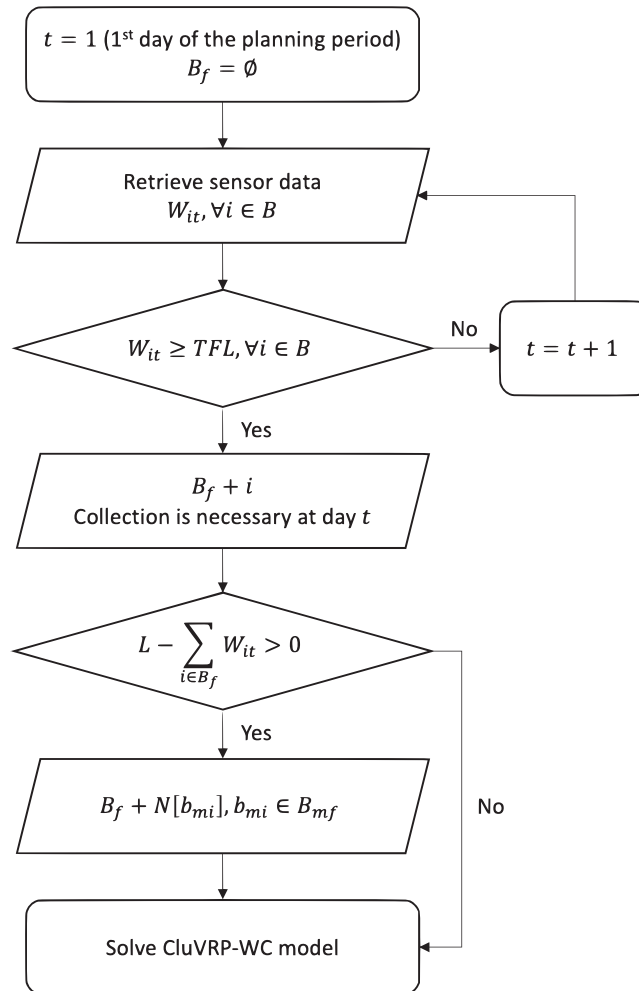 t = 1 (1st day of the planning period)
B_f = ∅
Retrieve sensor data
W_it, ∀i ∈ B
W_it ≥ TFL, ∀i ∈ B
No
t = t + 1
Yes
B_f + i
Collection is necessary at day t
L − ∑_{i∈B_f} W_it > 0
Yes
B_f + N[b_mi], b_mi ∈ B_mf
No
Solve CluVRP-WC model